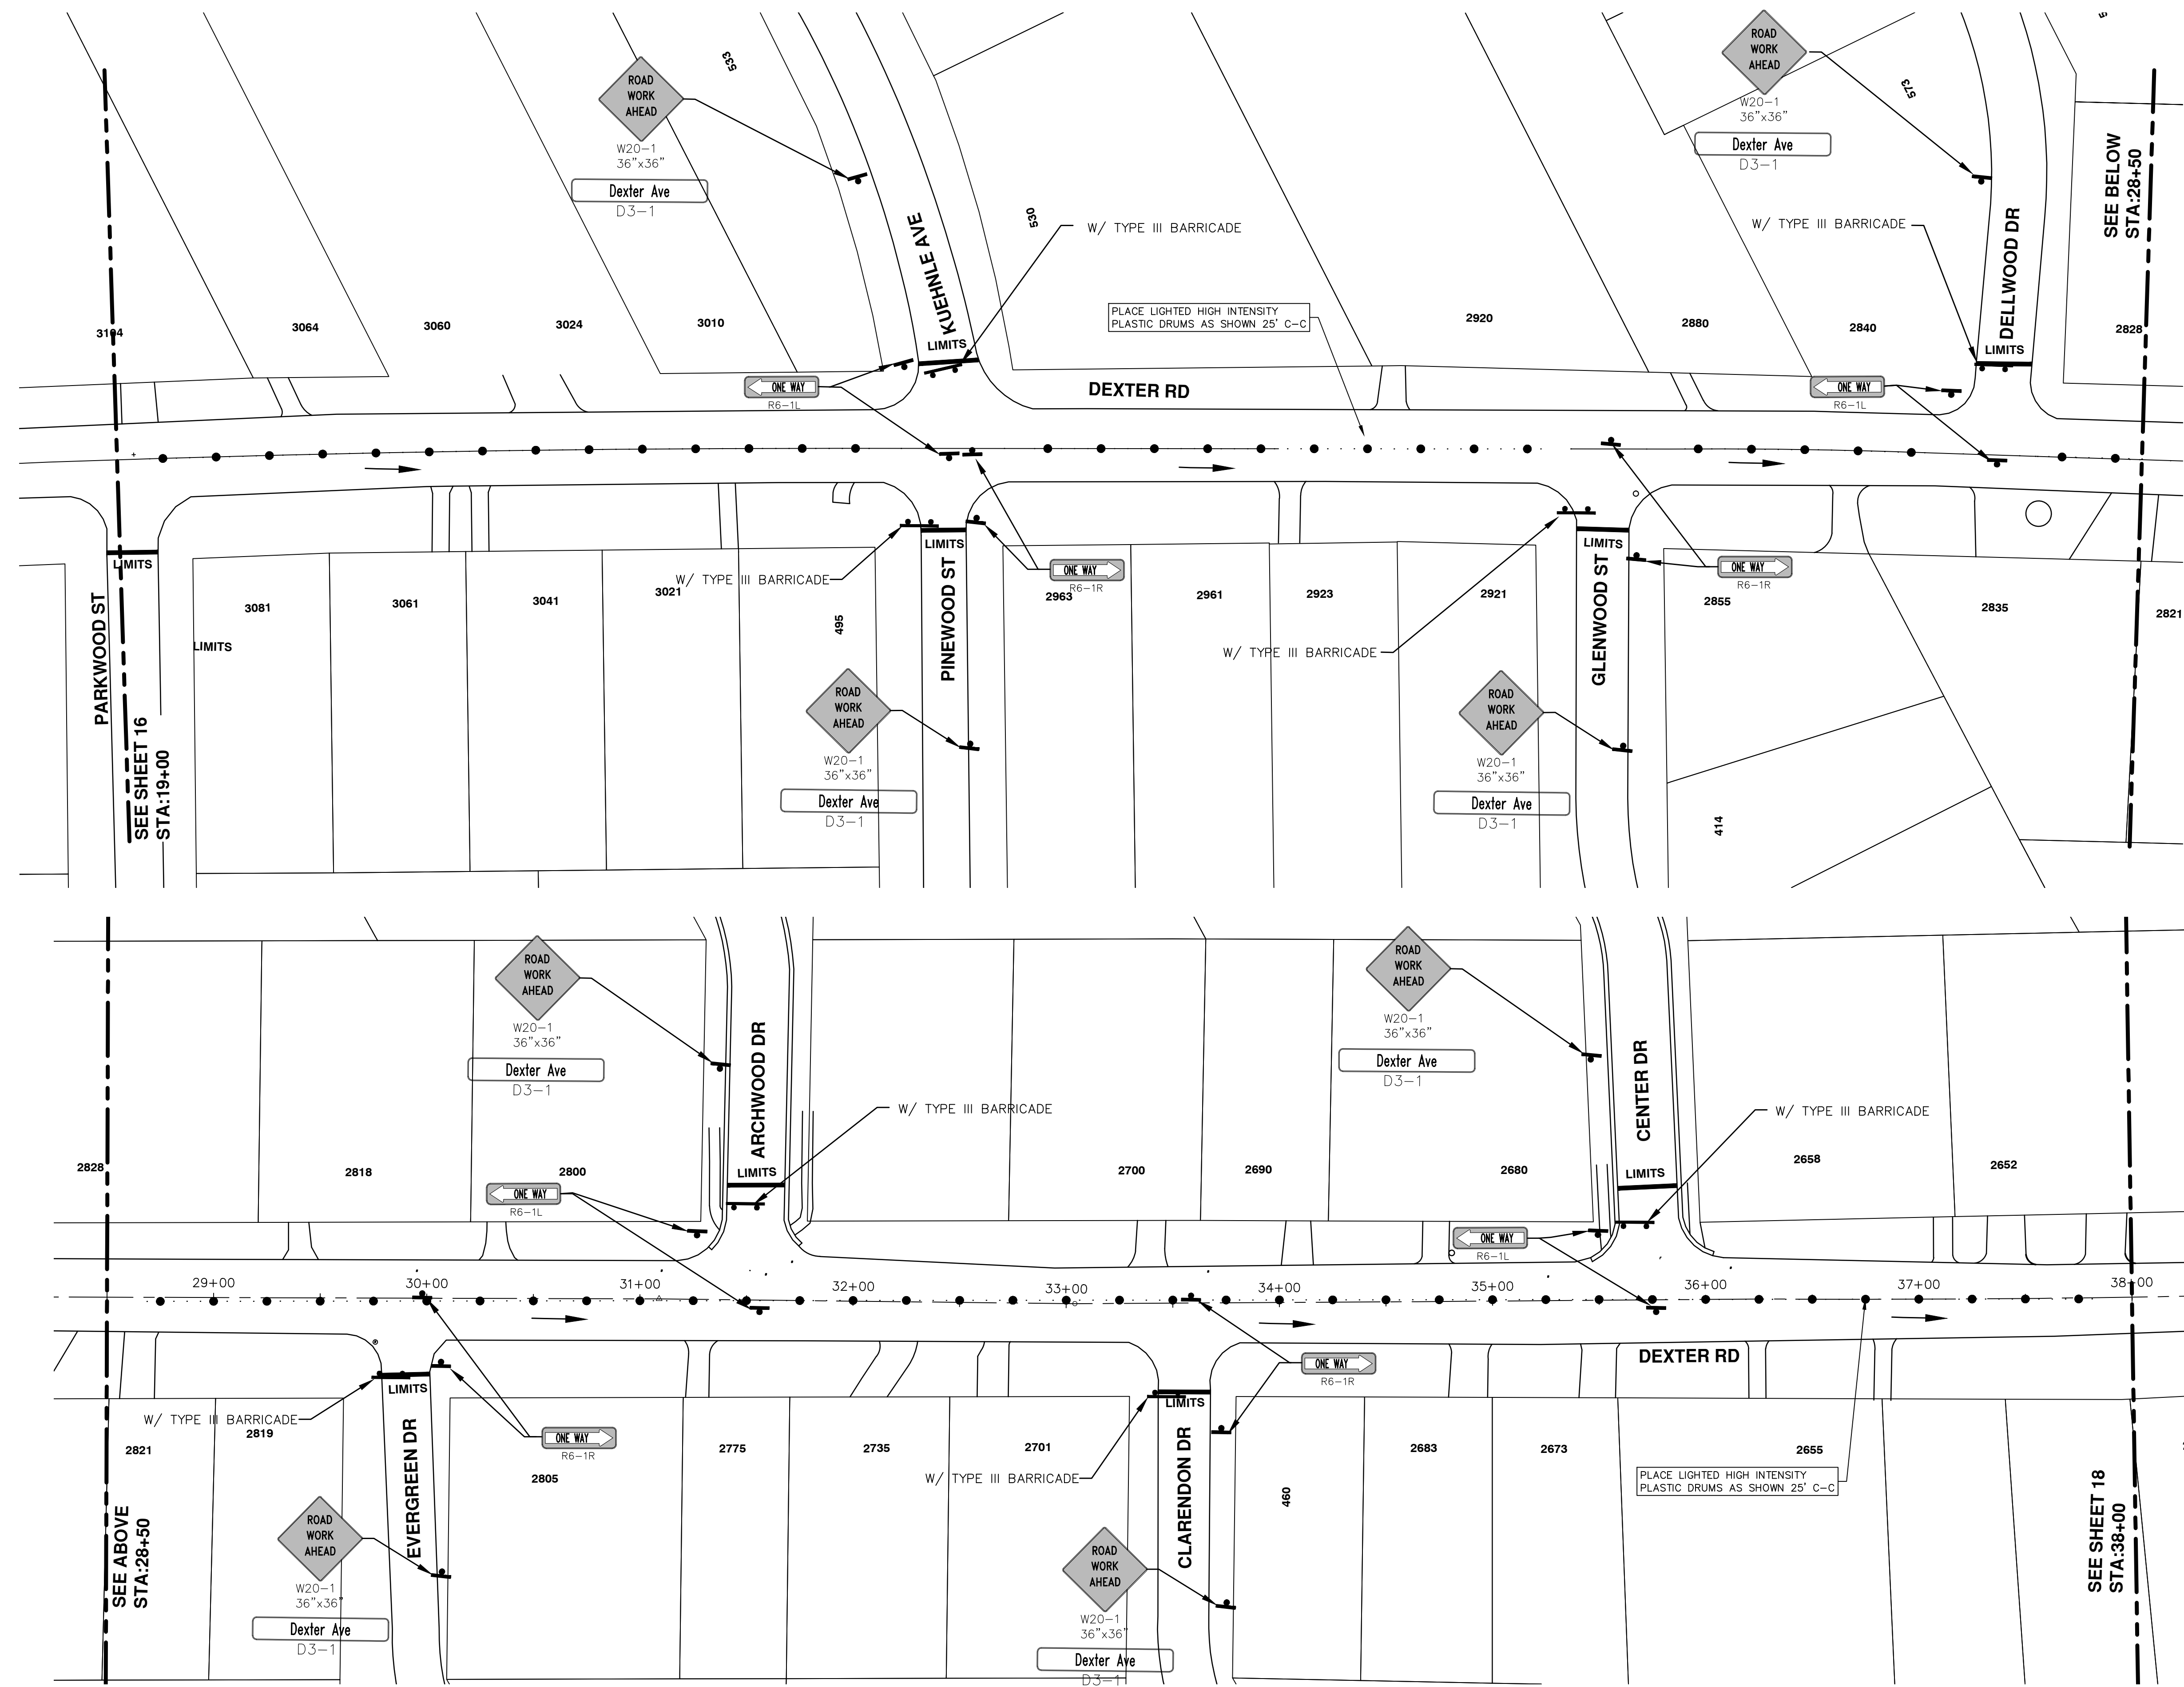 533
ROAD
WORK
AHEAD
W20-1
36"x36"
Dexter Ave
D3-1
KUEHNLE AVE
530
W/ TYPE III BARRICADE
ROAD
WORK
AHEAD
W20-1
36"x36"
Dexter Ave
D3-1
573
W/ TYPE III BARRICADE
DELLWOOD DR
SEE BELOW
STA:28+50
3104
3064
3060
3024
3010
LIMITS
PLACE LIGHTED HIGH INTENSITY
PLASTIC DRUMS AS SHOWN 25' C-C
2920
2880
2840
LIMITS
2828
ONE WAY
R6-1L
DEXTER RD
ONE WAY
R6-1L
LIMITS
PARKWOOD ST
SEE SHEET 16
STA:19+00
3081
LIMITS
3061
3041
3021
W/ TYPE III BARRICADE
495
LIMITS
PINEWOOD ST
ONE WAY
R6-1R
2963
2961
2923
2921
W/ TYPE III BARRICADE
LIMITS
GLENWOOD ST
ONE WAY
R6-1R
2855
2835
2821
ROAD
WORK
AHEAD
W20-1
36"x36"
Dexter Ave
D3-1
ROAD
WORK
AHEAD
W20-1
36"x36"
Dexter Ave
D3-1
414
ROAD
WORK
AHEAD
W20-1
36"x36"
Dexter Ave
D3-1
ARCHWOOD DR
W/ TYPE III BARRICADE
ROAD
WORK
AHEAD
W20-1
36"x36"
Dexter Ave
D3-1
CENTER DR
W/ TYPE III BARRICADE
2828
2818
2800
LIMITS
2700
2690
2680
LIMITS
2658
2652
ONE WAY
R6-1L
ONE WAY
R6-1L
29+00
30+00
31+00
32+00
33+00
34+00
35+00
36+00
37+00
38+00
DEXTER RD
LIMITS
W/ TYPE III BARRICADE
2821
2819
EVERGREEN DR
ONE WAY
R6-1R
2805
2775
2735
2701
W/ TYPE III BARRICADE
LIMITS
CLARENDON DR
ONE WAY
R6-1R
460
2683
2673
2655
PLACE LIGHTED HIGH INTENSITY
PLASTIC DRUMS AS SHOWN 25' C-C
SEE ABOVE
STA:28+50
ROAD
WORK
AHEAD
W20-1
36"x36"
Dexter Ave
D3-1
ROAD
WORK
AHEAD
W20-1
36"x36"
Dexter Ave
D3-1
SEE SHEET 18
STA:38+00